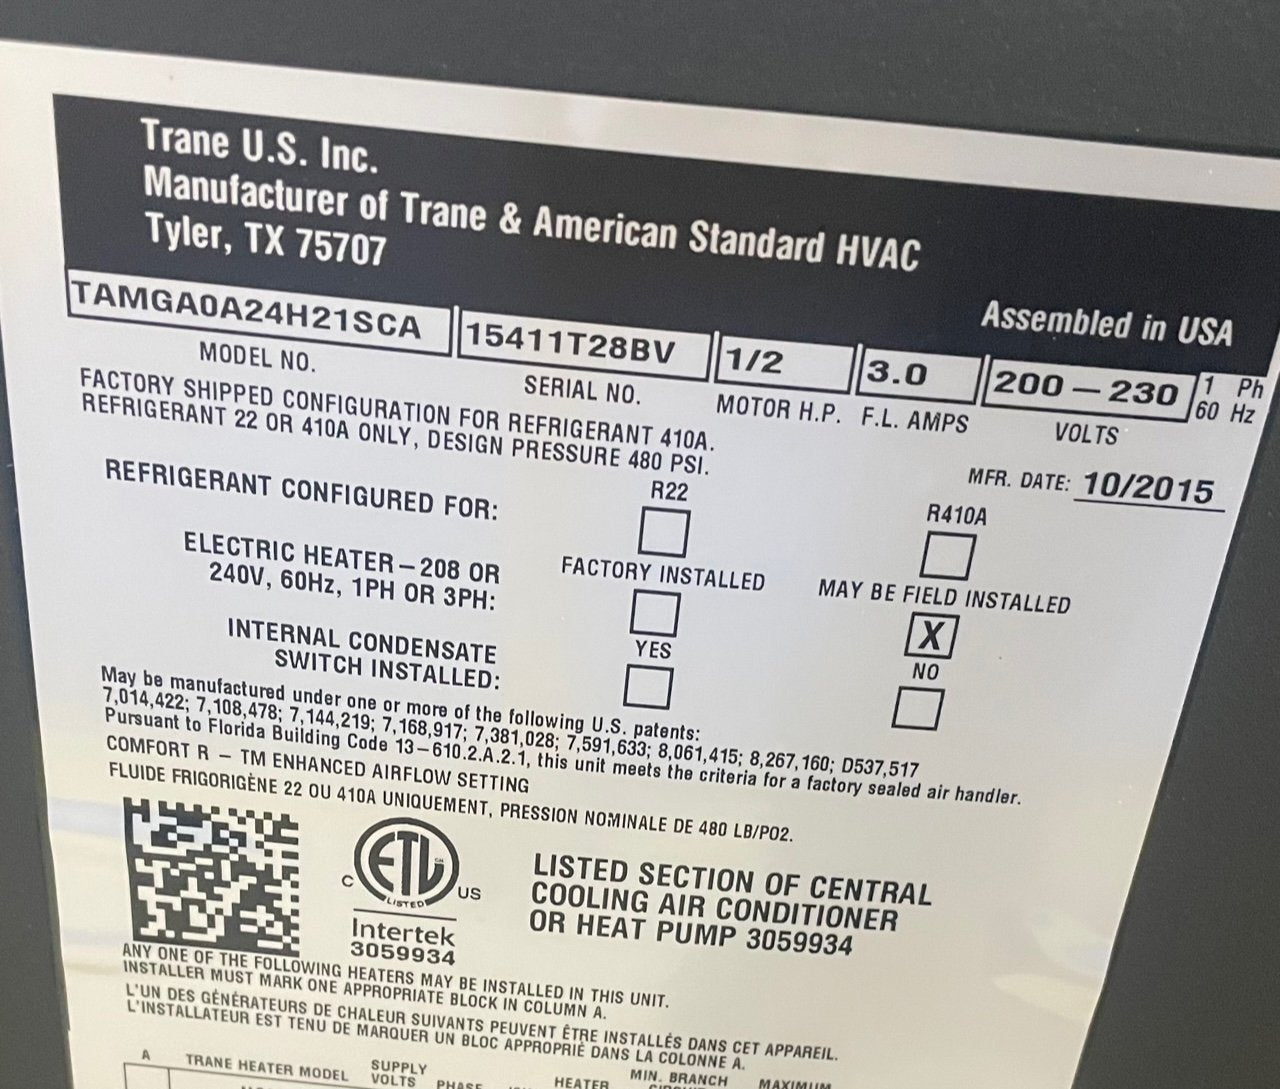 Trane U.S. Inc.
Manufacturer of Trane & American Standard HVAC
Tyler, TX 75707
Assembled in USA
TAMGA0A24H21SCA 15411T28BV 1/2 3.0 200 – 230 1 Ph
60 Hz
MODEL NO. SERIAL NO. MOTOR H.P. F.L. AMPS VOLTS
FACTORY SHIPPED CONFIGURATION FOR REFRIGERANT 410A.
REFRIGERANT 22 OR 410A ONLY, DESIGN PRESSURE 480 PSI.
MFR. DATE: 10/2015
REFRIGERANT CONFIGURED FOR: R22 R410A
ELECTRIC HEATER – 208 OR
240V, 60Hz, 1PH OR 3PH:
FACTORY INSTALLED MAY BE FIELD INSTALLED
X
INTERNAL CONDENSATE
SWITCH INSTALLED:
YES NO
May be manufactured under one or more of the following U.S. patents:
7,014,422; 7,108,478; 7,144,219; 7,168,917; 7,381,028; 7,591,633; 8,061,415; 8,267,160; D537,517
Pursuant to Florida Building Code 13–610.2.A.2.1, this unit meets the criteria for a factory sealed air handler.
COMFORT R – TM ENHANCED AIRFLOW SETTING
FLUIDE FRIGORIGÈNE 22 OU 410A UNIQUEMENT, PRESSION NOMINALE DE 480 LB/PO2.
C ETL CM US
LISTED
Intertek
3059934
LISTED SECTION OF CENTRAL
COOLING AIR CONDITIONER
OR HEAT PUMP 3059934
ANY ONE OF THE FOLLOWING HEATERS MAY BE INSTALLED IN THIS UNIT.
INSTALLER MUST MARK ONE APPROPRIATE BLOCK IN COLUMN A.
L'UN DES GÉNÉRATEURS DE CHALEUR SUIVANTS PEUVENT ÊTRE INSTALLÉS DANS CET APPAREIL.
L'INSTALLATEUR EST TENU DE MARQUER UN BLOC APPROPRIÉ DANS LA COLONNE A.
A TRANE HEATER MODEL SUPPLY
VOLTS PHASE HEATER MIN. BRANCH MAXIMUM